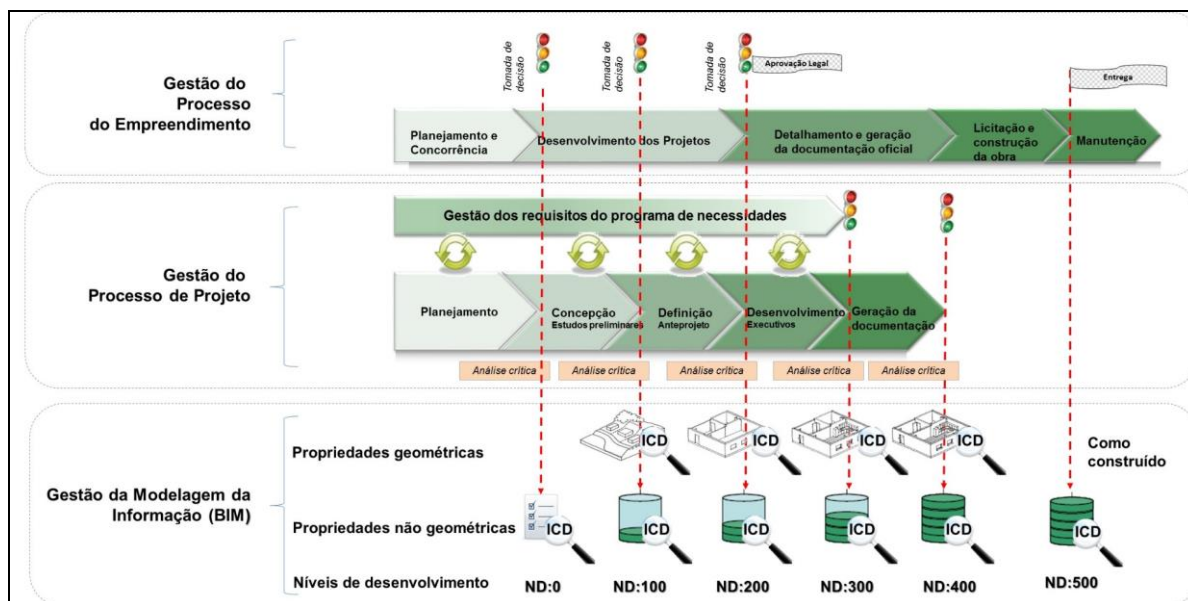 Gestão do
Processo
do Empreendimento
Tomada de
decisão
Tomada de
decisão
Tomada de
decisão
Aprovação Legal
Entrega
Planejamento e
Concorrência
Desenvolvimento dos Projetos
Detalhamento e geração
da documentação oficial
Licitação e
construção
da obra
Manutenção
Gestão do
Processo de Projeto
Gestão dos requisitos do programa de necessidades
Planejamento
Concepção
Estudos preliminares
Definição
Anteprojeto
Desenvolvimento
Executivos
Geração da
documentação
Análise crítica
Análise crítica
Análise crítica
Análise crítica
Análise crítica
Gestão da Modelagem da
Informação (BIM)
Propriedades geométricas
ICD
ICD
ICD
ICD
Como
construído
Propriedades não geométricas
ICD
ICD
ICD
ICD
ICD
ICD
Níveis de desenvolvimento
ND:0
ND:100
ND:200
ND:300
ND:400
ND:500